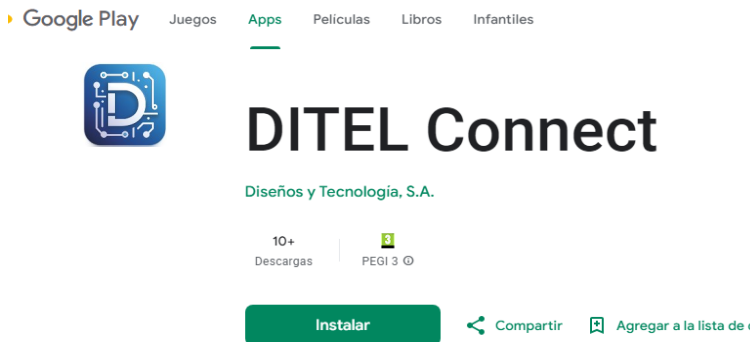 Google Play Juegos Apps Películas Libros Infantiles
D
DITEL Connect
Diseños y Tecnología, S.A.
10+ 3
Descargas PEGI 3
Instalar Compartir Agregar a la lista de